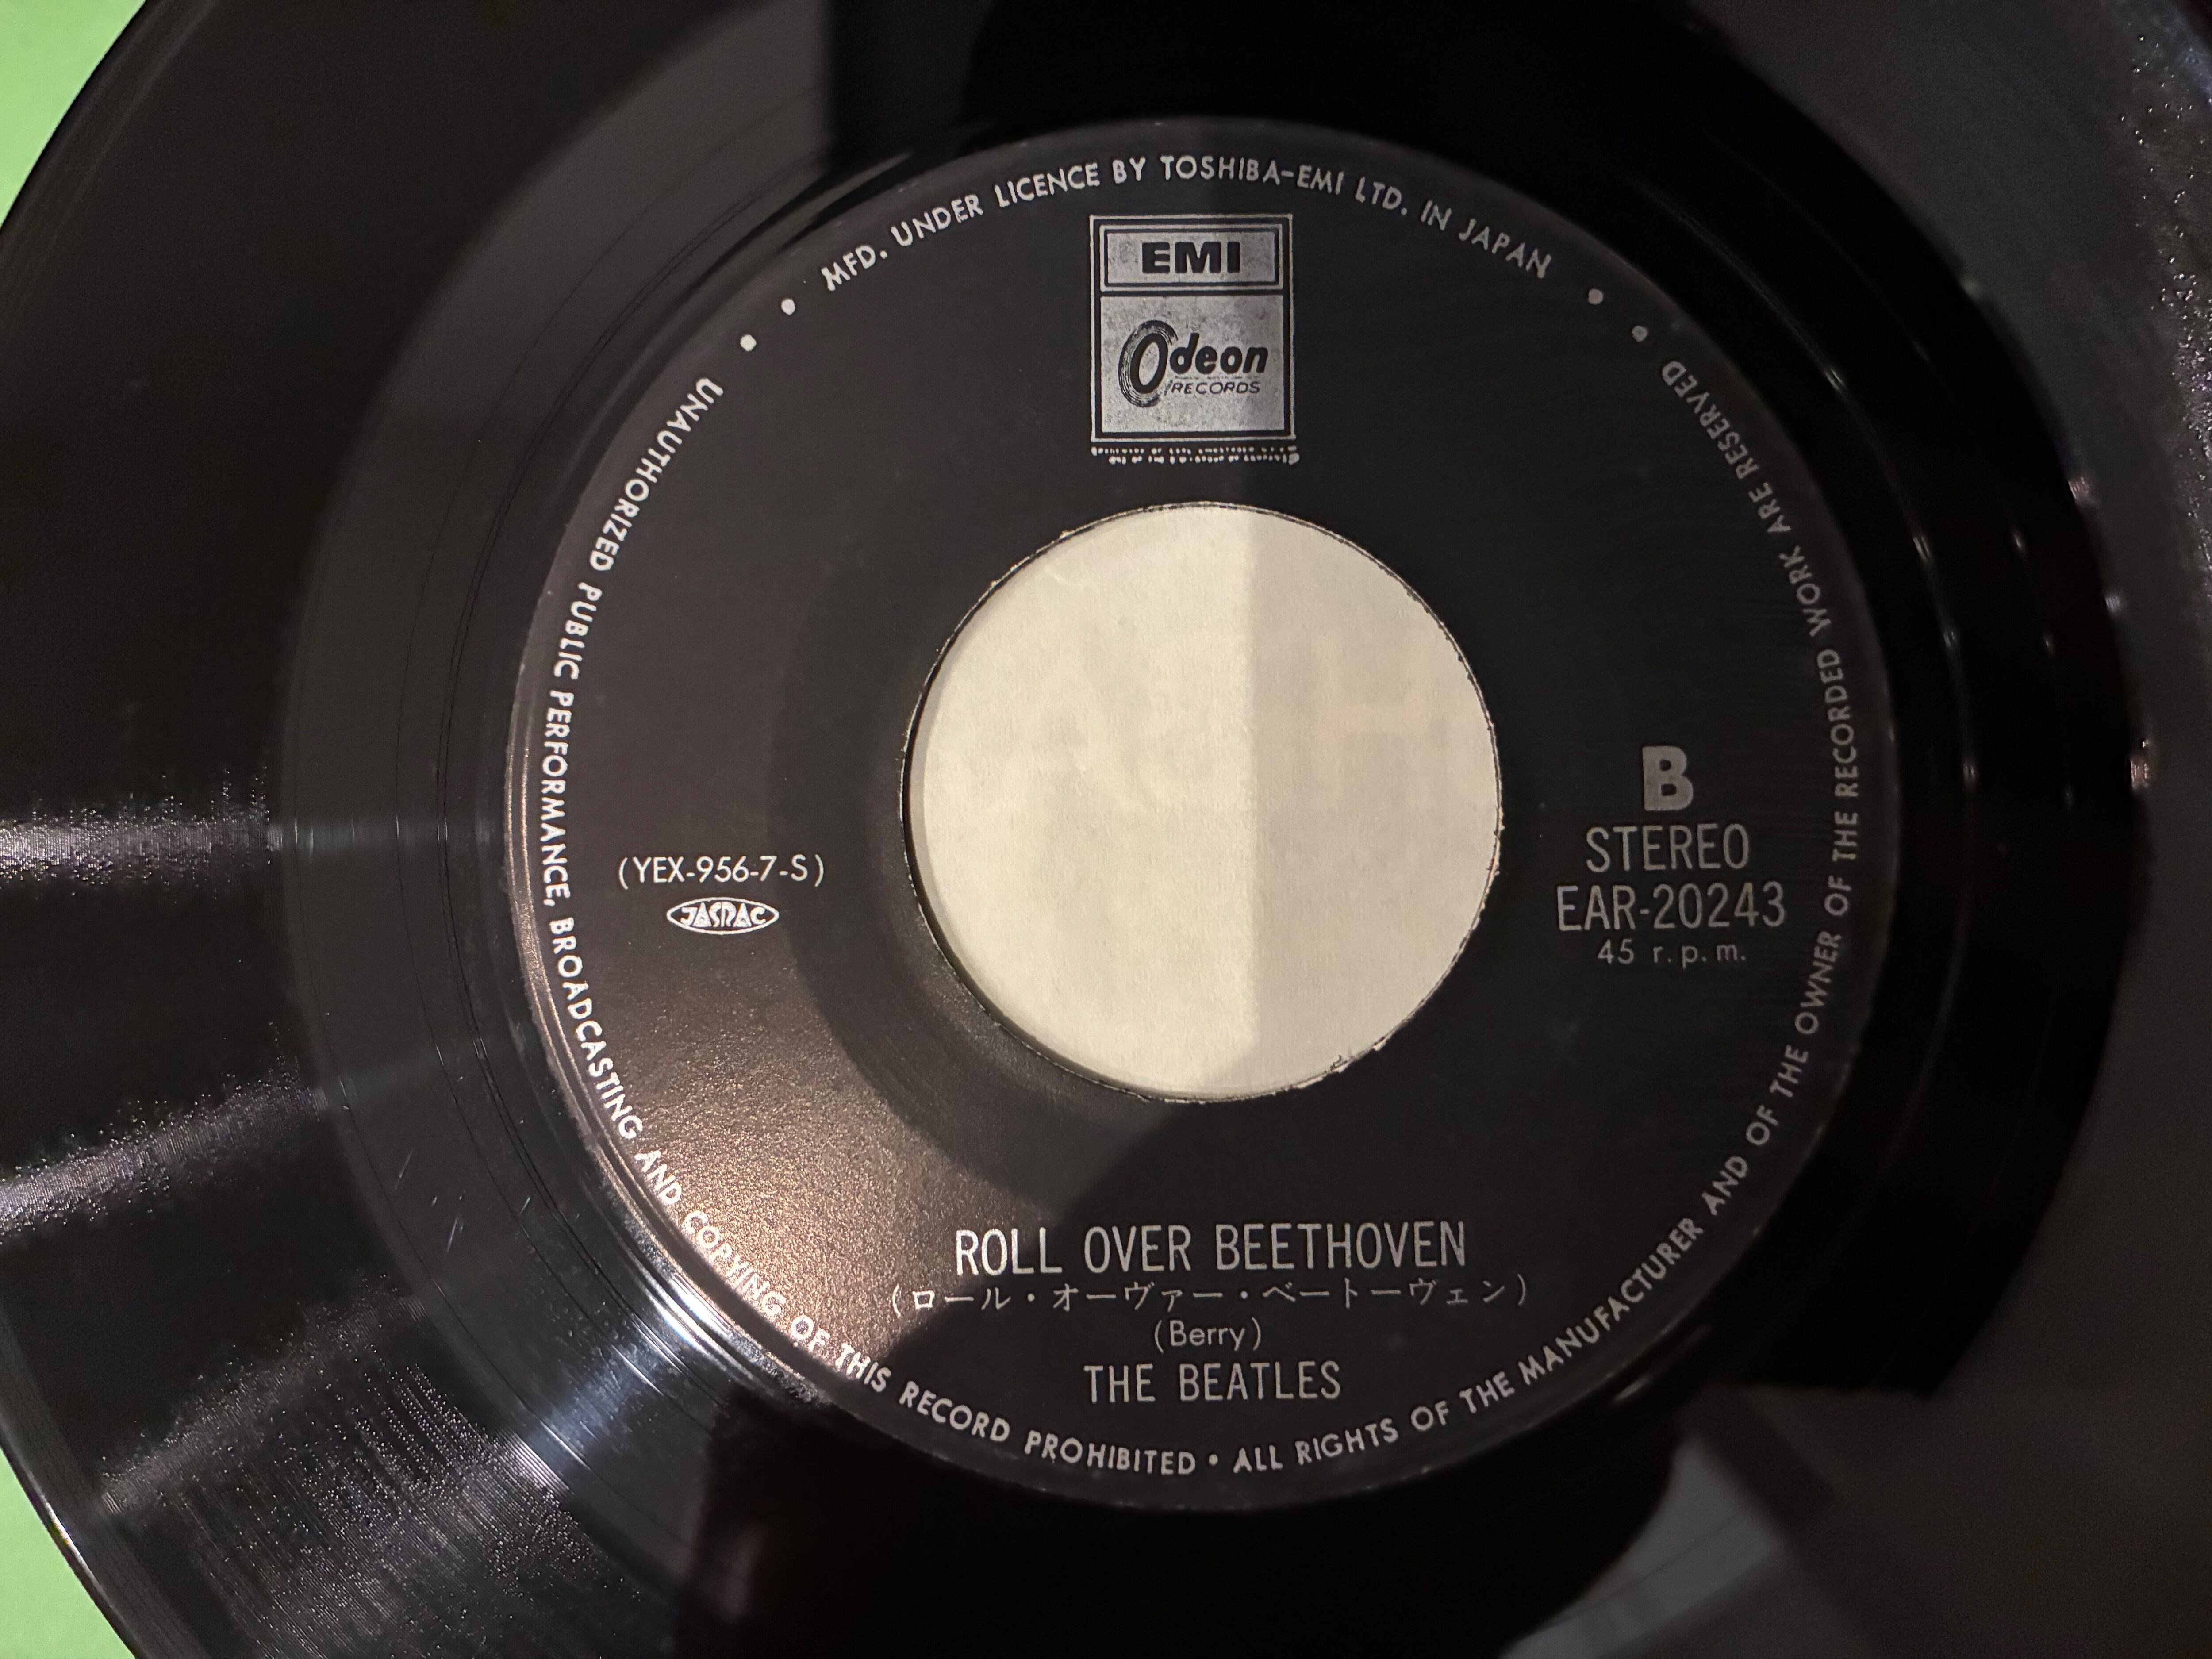 MFD. UNDER LICENCE BY TOSHIBA-EMI LTD. IN JAPAN
EMI
Odeon
RECORDS
B
STEREO
EAR-20243
45 r.p.m.
(YEX-956-7-S)
JASRAC
ROLL OVER BEETHOVEN
(ロール・オーヴァー・ベートーヴェン)
(Berry)
THE BEATLES
UNAUTHORIZED PUBLIC PERFORMANCE, BROADCASTING AND COPYING OF THIS RECORD PROHIBITED • ALL RIGHTS OF THE MANUFACTURER AND OF THE OWNER OF THE RECORDED WORK ARE RESERVED